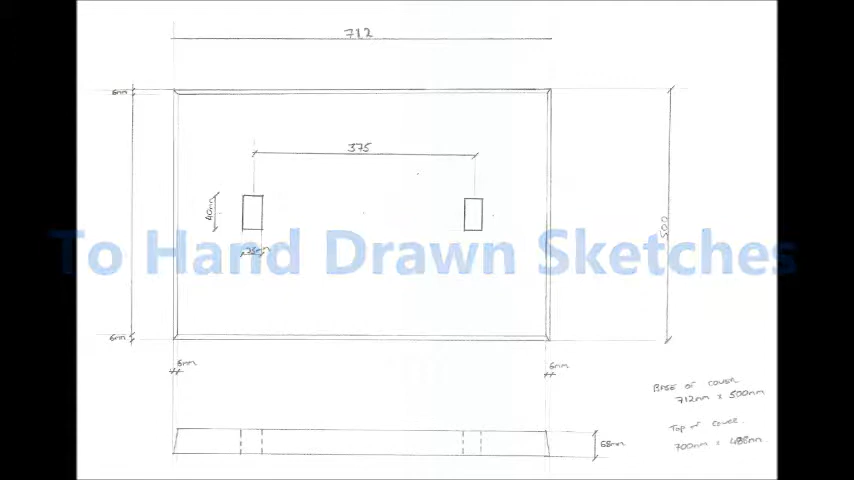 712
6mm
375
40mm
25mm
500
To Hand Drawn Sketches
6mm
6mm
6mm
BASE OF COVER
712mm x 500mm
Top of cover.
700mm x 488mm
68mm